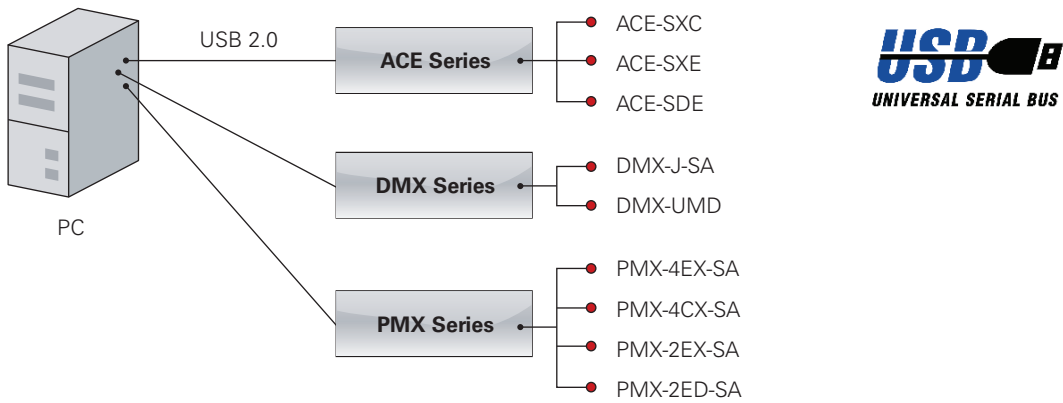 USB 2.0
ACE Series
ACE-SXC
ACE-SXE
ACE-SDE
USB
UNIVERSAL SERIAL BUS
DMX Series
DMX-J-SA
DMX-UMD
PC
PMX Series
PMX-4EX-SA
PMX-4CX-SA
PMX-2EX-SA
PMX-2ED-SA